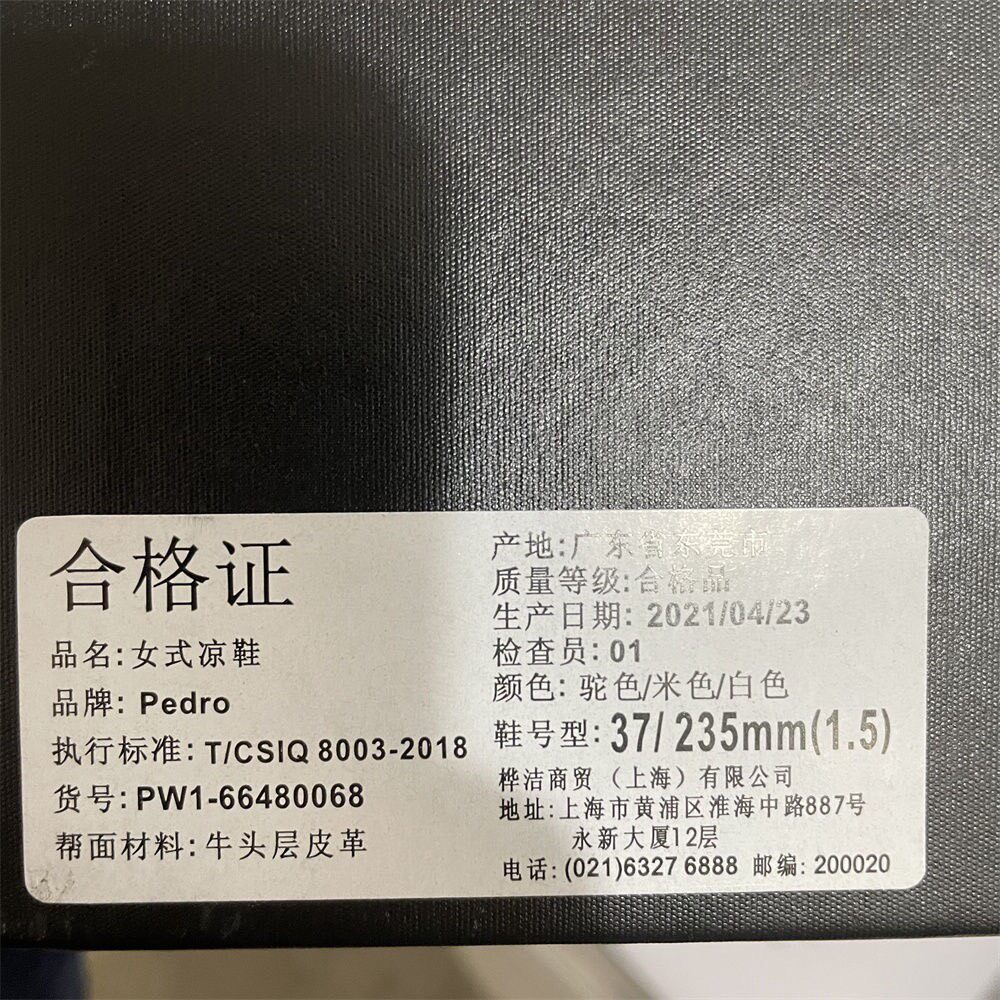 合格证
品名:女式凉鞋
品牌: Pedro
执行标准: T/CSIQ 8003-2018
货号: PW1-66480068
帮面材料: 牛头层皮革
产地:广东省东莞市
质量等级:合格品
生产日期: 2021/04/23
检查员: 01
颜色: 驼色/米色/白色
鞋号型: 37/ 235mm(1.5)
桦洁商贸（上海）有限公司
地址:上海市黄浦区淮海中路887号
永新大厦12层
电话: (021)6327 6888 邮编: 200020